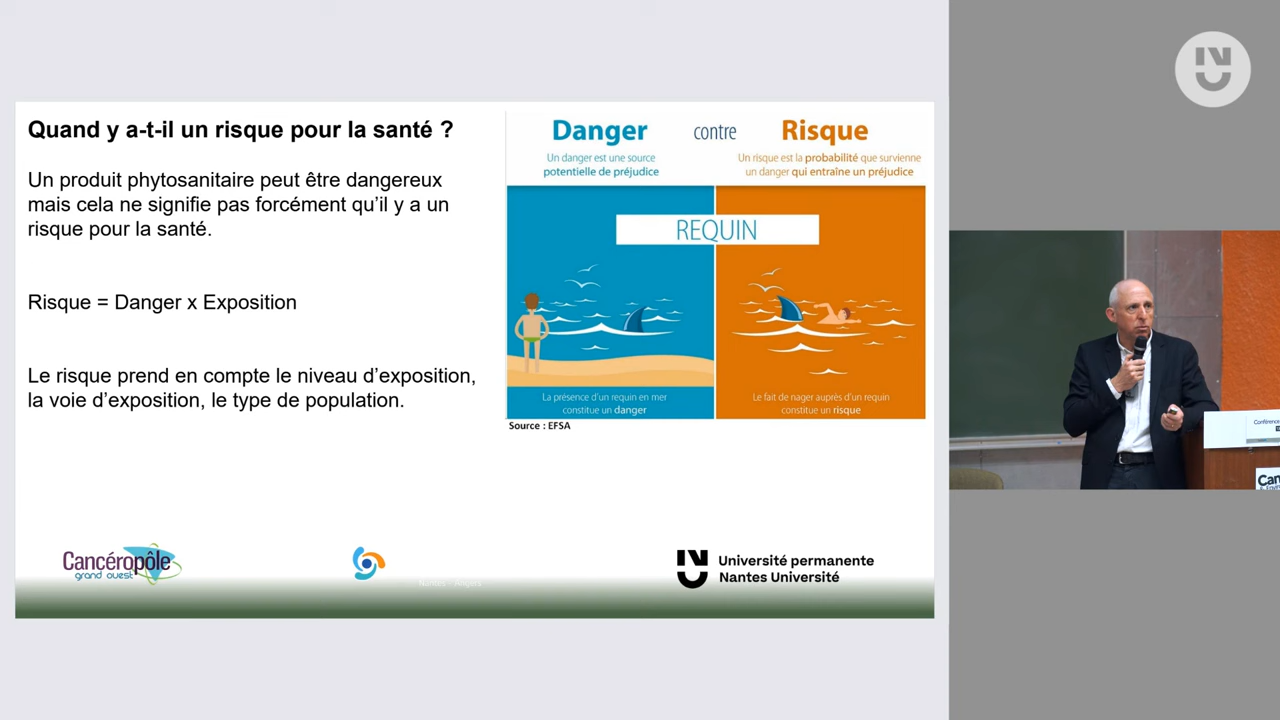 Quand y a-t-il un risque pour la santé ?
Un produit phytosanitaire peut être dangereux
mais cela ne signifie pas forcément qu’il y a un
risque pour la santé.
Risque = Danger x Exposition
Le risque prend en compte le niveau d’exposition,
la voie d’exposition, le type de population.
Danger contre Risque
Un danger est une source
potentielle de préjudice
Un risque est la probabilité que survienne
un danger qui entraîne un préjudice
REQUIN
La présence d’un requin en mer
constitue un danger
Le fait de nager auprès d’un requin
constitue un risque
Source : EFSA
Cancéropôle
grand ouest
Nantes - Angers
Université permanente
Nantes Université
Conférence